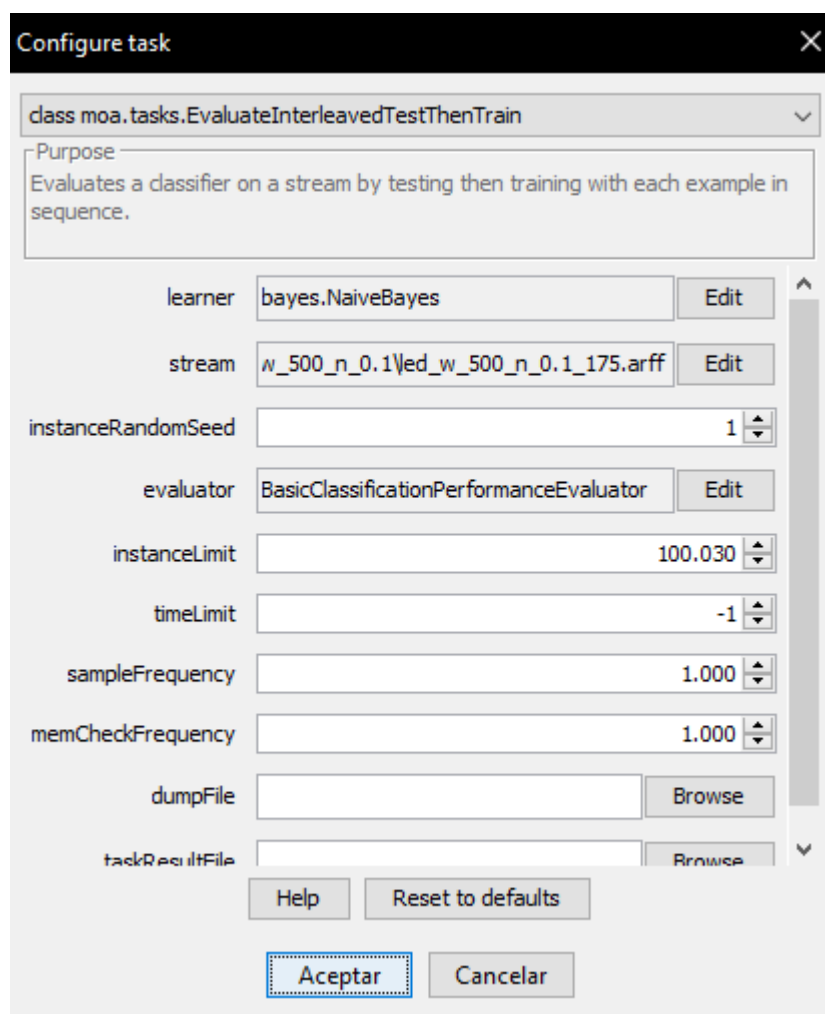 Configure task
class moa.tasks.EvaluateInterleavedTestThenTrain
Purpose
Evaluates a classifier on a stream by testing then training with each example in
sequence.
learner bayes.NaiveBayes Edit
stream w_500_n_0.1\led_w_500_n_0.1_175.arff Edit
instanceRandomSeed 1
evaluator BasicClassificationPerformanceEvaluator Edit
instanceLimit 100.030
timeLimit -1
sampleFrequency 1.000
memCheckFrequency 1.000
dumpFile Browse
taskResultFile Browse
Help Reset to defaults
Aceptar Cancelar